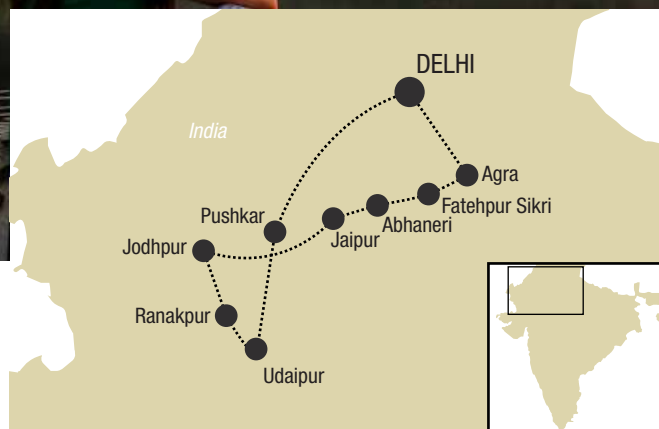 DELHI
India
Agra
Fatehpur Sikri
Abhaneri
Pushkar
Jaipur
Jodhpur
Ranakpur
Udaipur